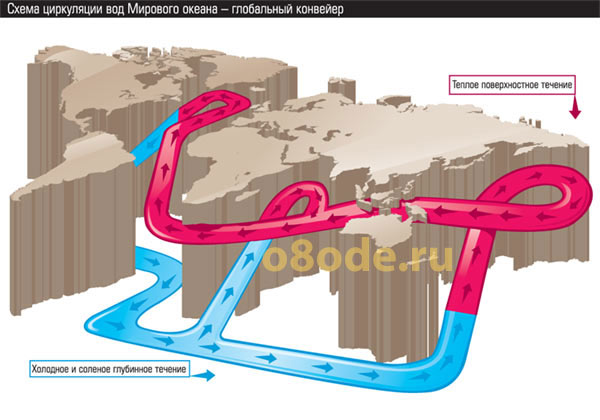 Схема циркуляции вод Мирового океана – глобальный конвейер
Теплое поверхностное течение
o8ode.ru
Холодное и соленое глубинное течение